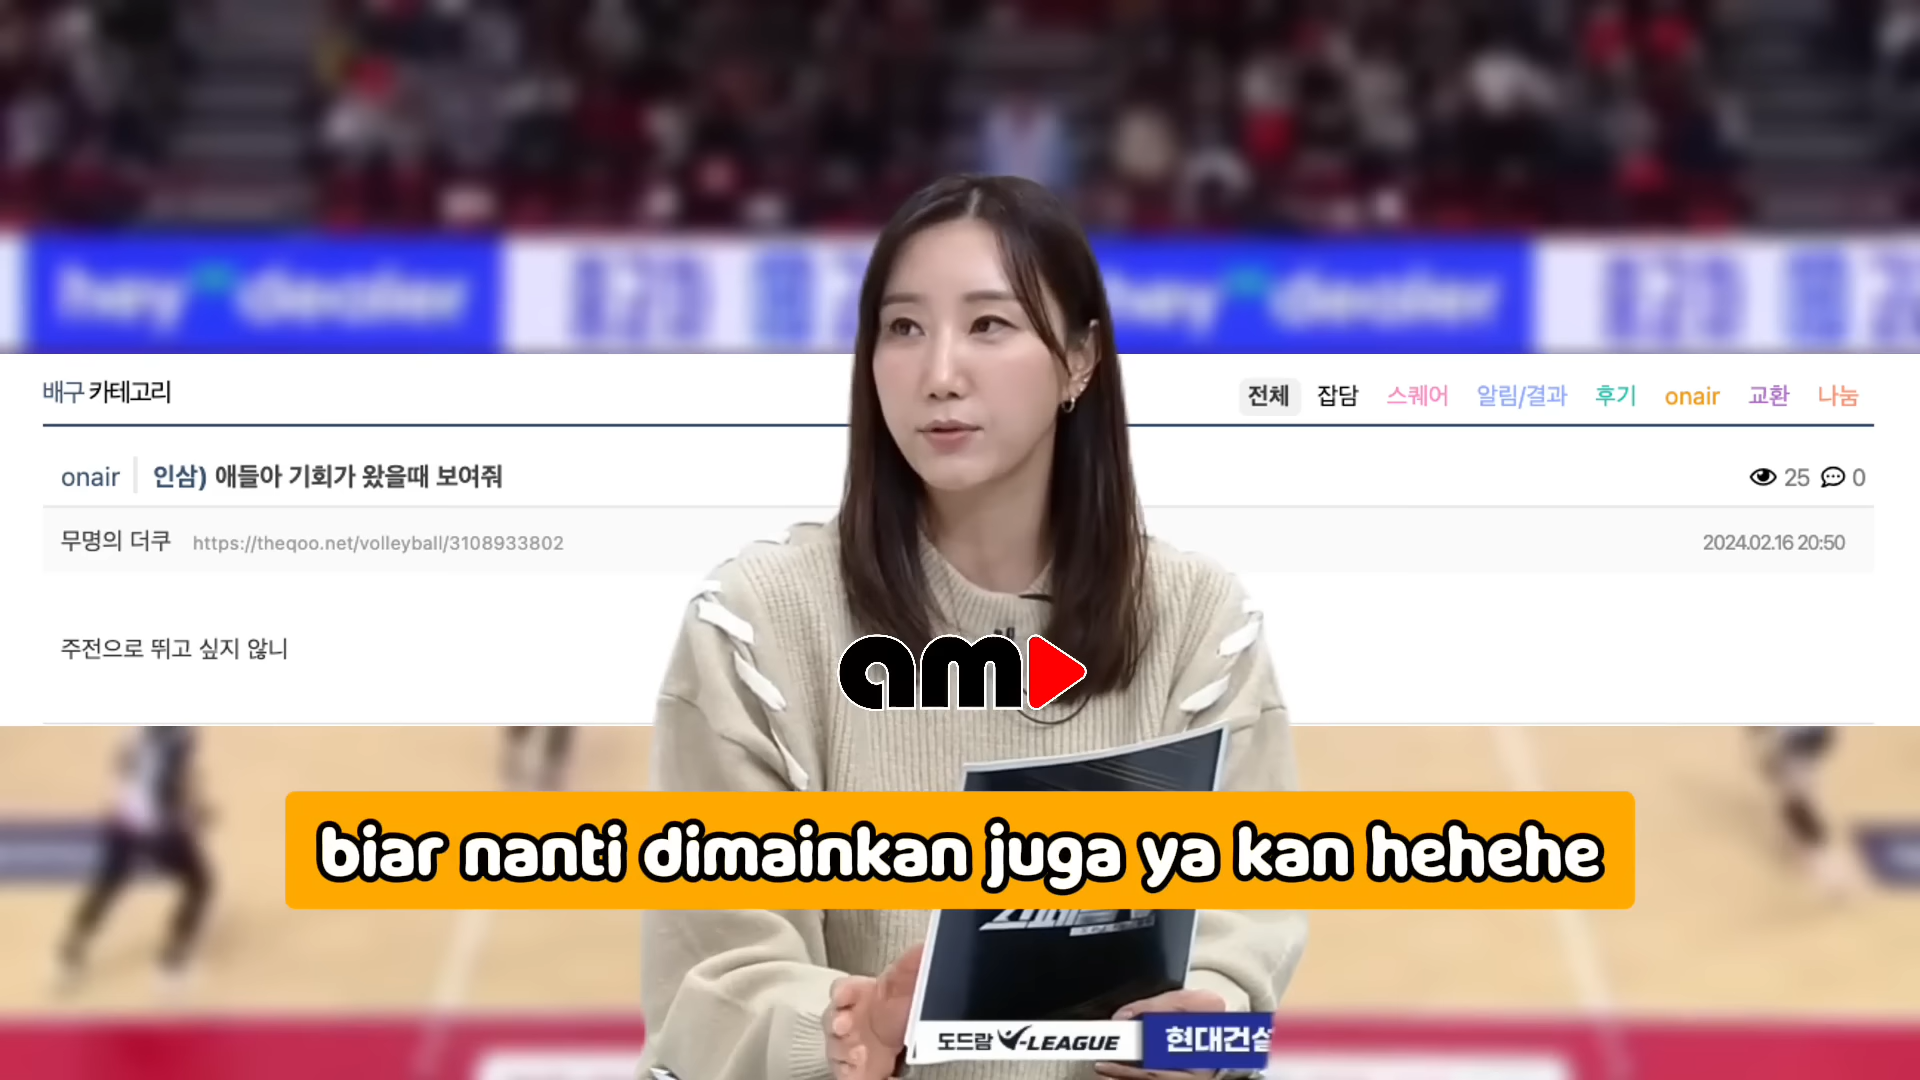 hey dealer
hey dealer
배구 카테고리
전체 잡담 스퀘어 알림/결과 후기 onair 교환 나눔
onair 인삼) 애들아 기회가 왔을때 보여줘 25 0
무명의 더쿠 https://theqoo.net/volleyball/3108933802 2024.02.16 20:50
주전으로 뛰고 싶지 않니
am
biar nanti dimainkan juga ya kan hehehe
도드람 V-LEAGUE 현대건설